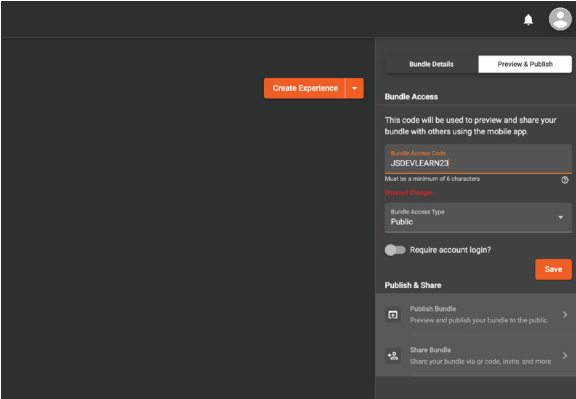 Bundle Details
Preview & Publish
Create Experience
Bundle Access
This code will be used to preview and share your
bundle with others using the mobile app.
Bundle Access Code
JSDEVLEARN23
Must be a minimum of 6 characters
Unsaved Changes
Bundle Access Type
Public
Require account login?
Save
Publish & Share
Publish Bundle
Preview and publish your bundle to the public
Share Bundle
Share your bundle via qr code, invite, and more